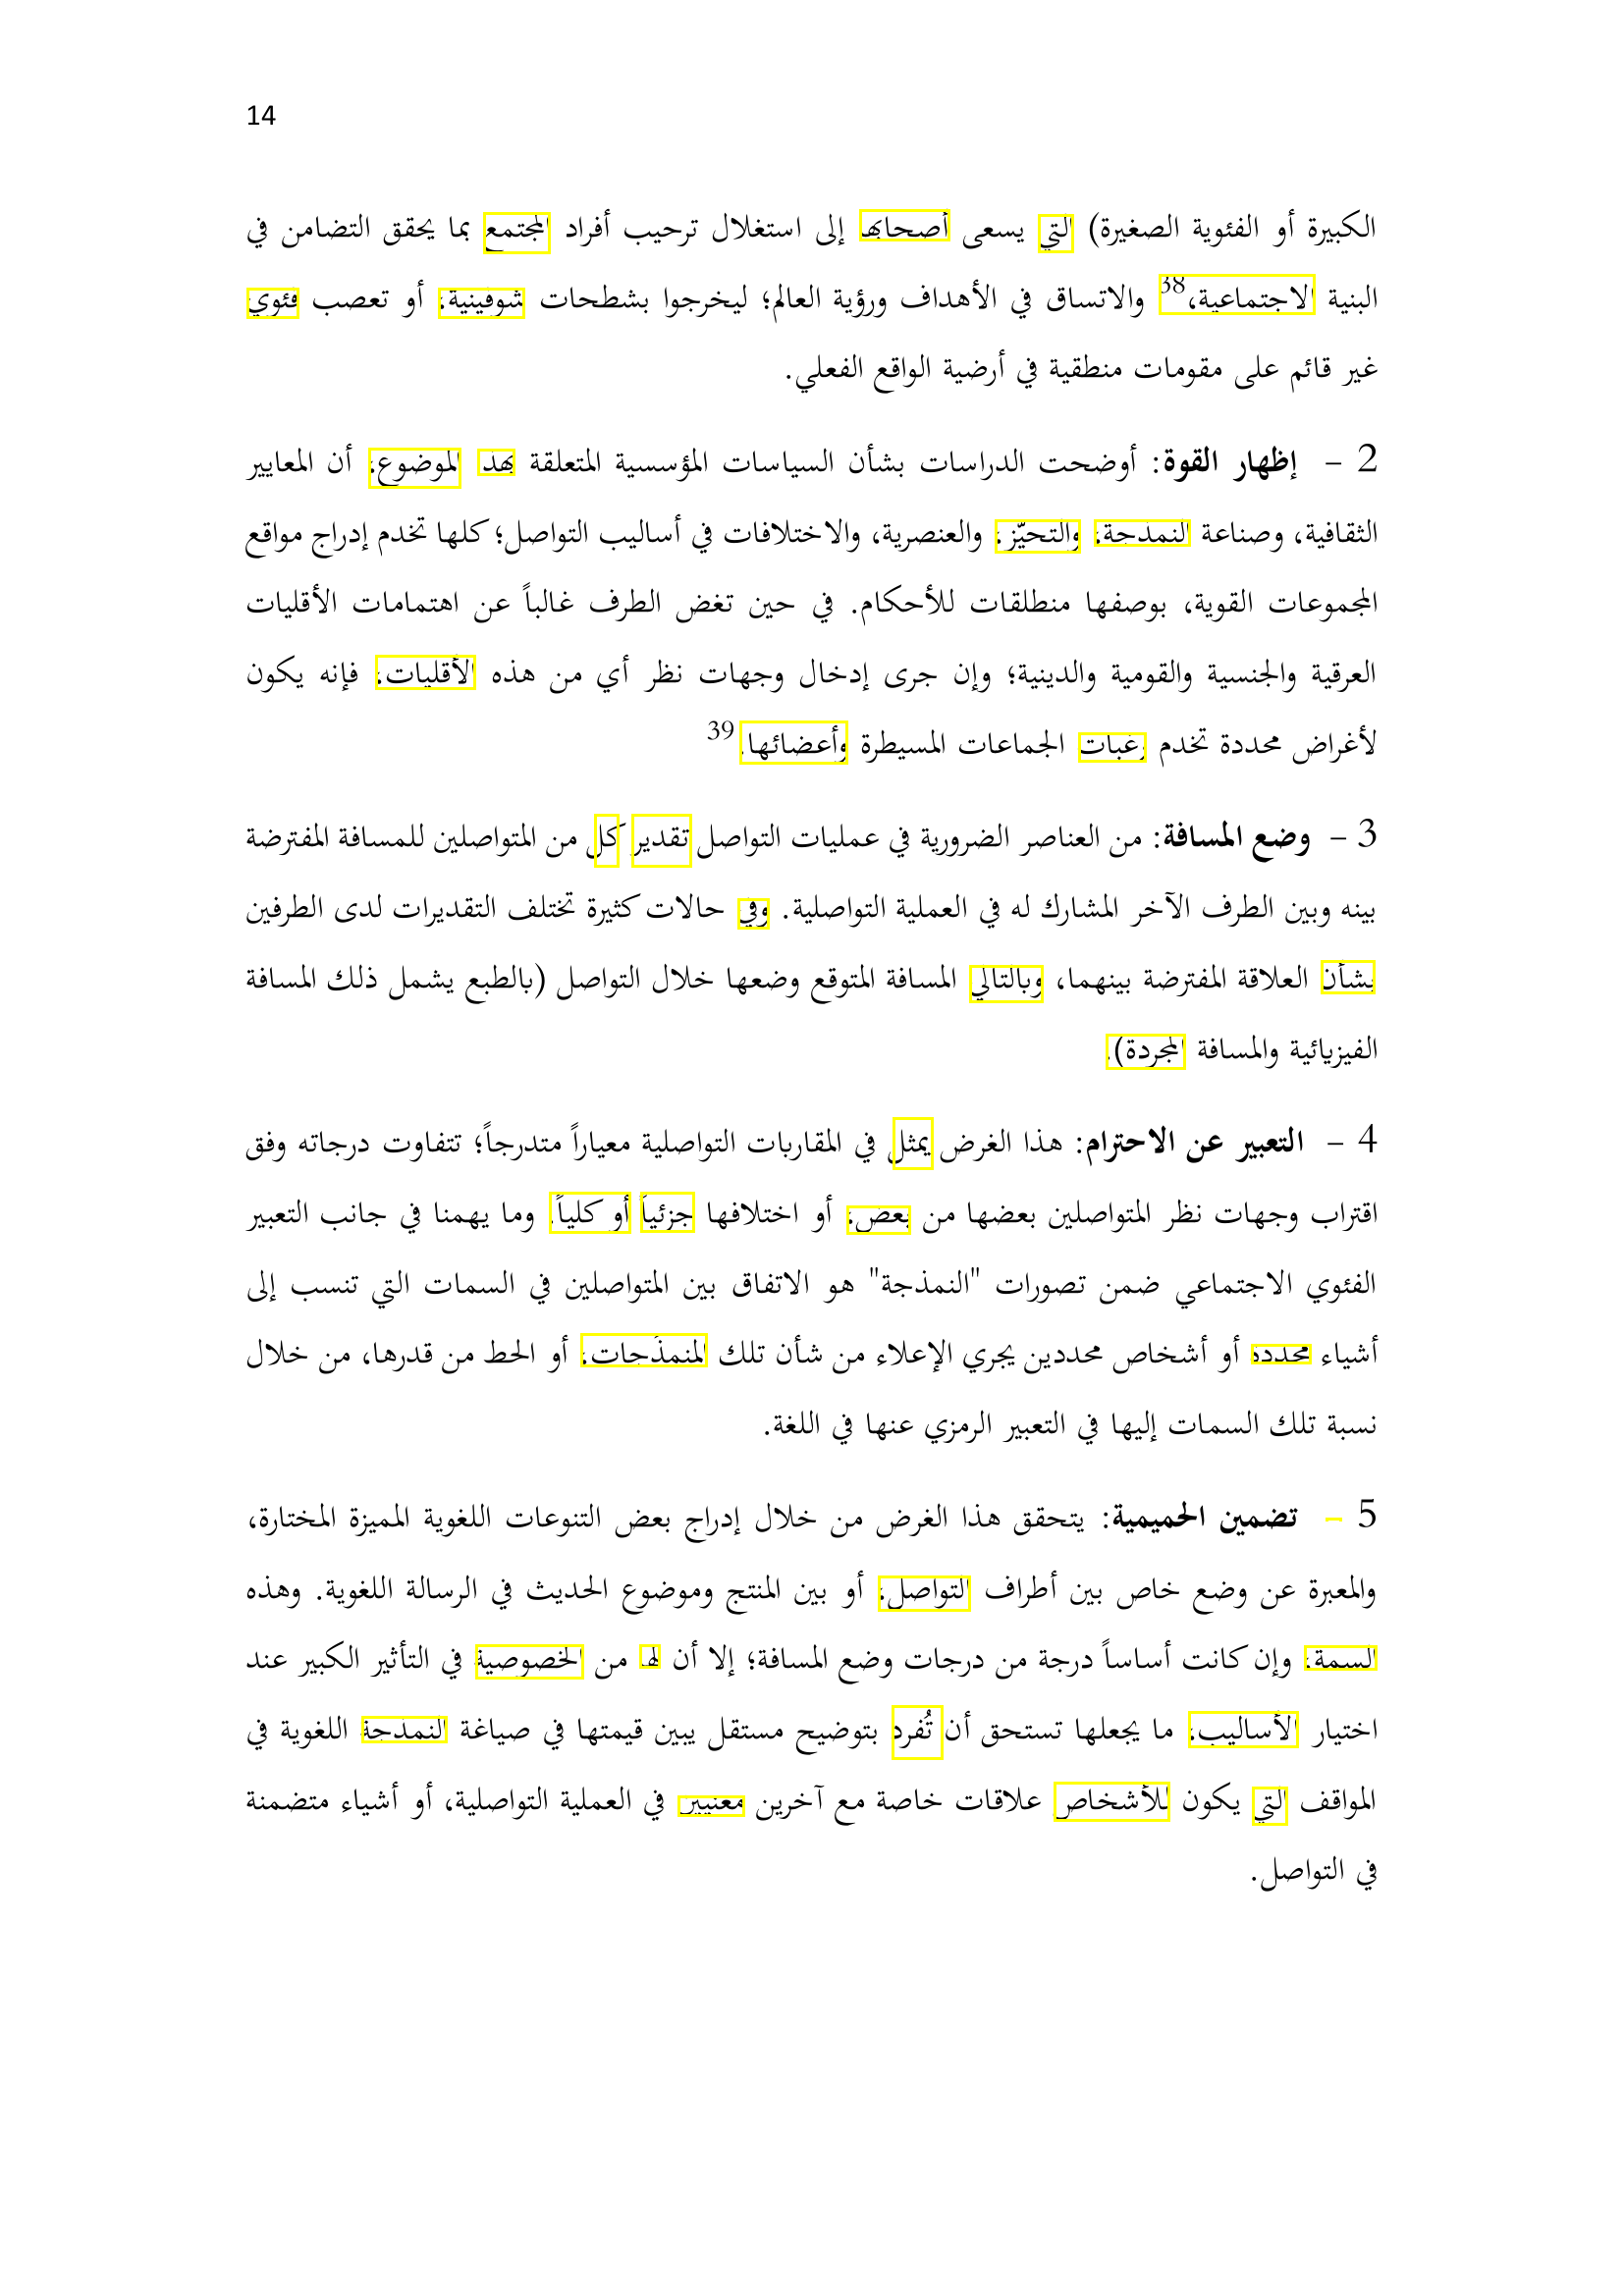 14
الكبيرة أو الفئوية الصغيرة) التي يسعى أصحابها إلى استغلال ترحيب أفراد المجتمع بما يحقق التضامن في
البنية الاجتماعية،38 والاتساق في الأهداف ورؤية العالم؛ ليخرجوا بشطحات شوفينية، أو تعصب فئوي
غير قائم على مقومات منطقية في أرضية الواقع الفعلي.
2 – إظهار القوة: أوضحت الدراسات بشأن السياسات المؤسسية المتعلقة بهذا الموضوع، أن المعايير
الثقافية، وصناعة النمذجة، والتحيّز، والعنصرية، والاختلافات في أساليب التواصل؛ كلها تخدم إدراج مواقع
المجموعات القوية، بوصفها منطلقات للأحكام. في حين تغض الطرف غالباً عن اهتمامات الأقليات
العرقية والجنسية والقومية والدينية؛ وإن جرى إدخال وجهات نظر أي من هذه الأقليات، فإنه يكون
لأغراض محددة تخدم رغبات الجماعات المسيطرة وأعضائها.39
3 – وضع المسافة: من العناصر الضرورية في عمليات التواصل تقدير كل من المتواصلين للمسافة المفترضة
بينه وبين الطرف الآخر المشارك له في العملية التواصلية. وفي حالات كثيرة تختلف التقديرات لدى الطرفين
بشأن العلاقة المفترضة بينهما، وبالتالي المسافة المتوقع وضعها خلال التواصل (بالطبع يشمل ذلك المسافة
الفيزيائية والمسافة المجردة).
4 – التعبير عن الاحترام: هذا الغرض يمثل في المقاربات التواصلية معياراً متدرجاً؛ تتفاوت درجاته وفق
اقتراب وجهات نظر المتواصلين بعضها من بعض، أو اختلافها جزئياً أو كلياً. وما يهمنا في جانب التعبير
الفئوي الاجتماعي ضمن تصورات "النمذجة" هو الاتفاق بين المتواصلين في السمات التي تنسب إلى
أشياء محددة أو أشخاص محددين يجري الإعلاء من شأن تلك المنمذَجات، أو الحط من قدرها، من خلال
نسبة تلك السمات إليها في التعبير الرمزي عنها في اللغة.
5 – تضمين الحميمية: يتحقق هذا الغرض من خلال إدراج بعض التنوعات اللغوية المميزة المختارة،
والمعبرة عن وضع خاص بين أطراف التواصل، أو بين المنتج وموضوع الحديث في الرسالة اللغوية. وهذه
السمة، وإن كانت أساساً درجة من درجات وضع المسافة؛ إلا أن لها من الخصوصية في التأثير الكبير عند
اختيار الأساليب، ما يجعلها تستحق أن تُفرد بتوضيح مستقل يبين قيمتها في صياغة النمذجة اللغوية في
المواقف التي يكون للأشخاص علاقات خاصة مع آخرين معنيين في العملية التواصلية، أو أشياء متضمنة
في التواصل.